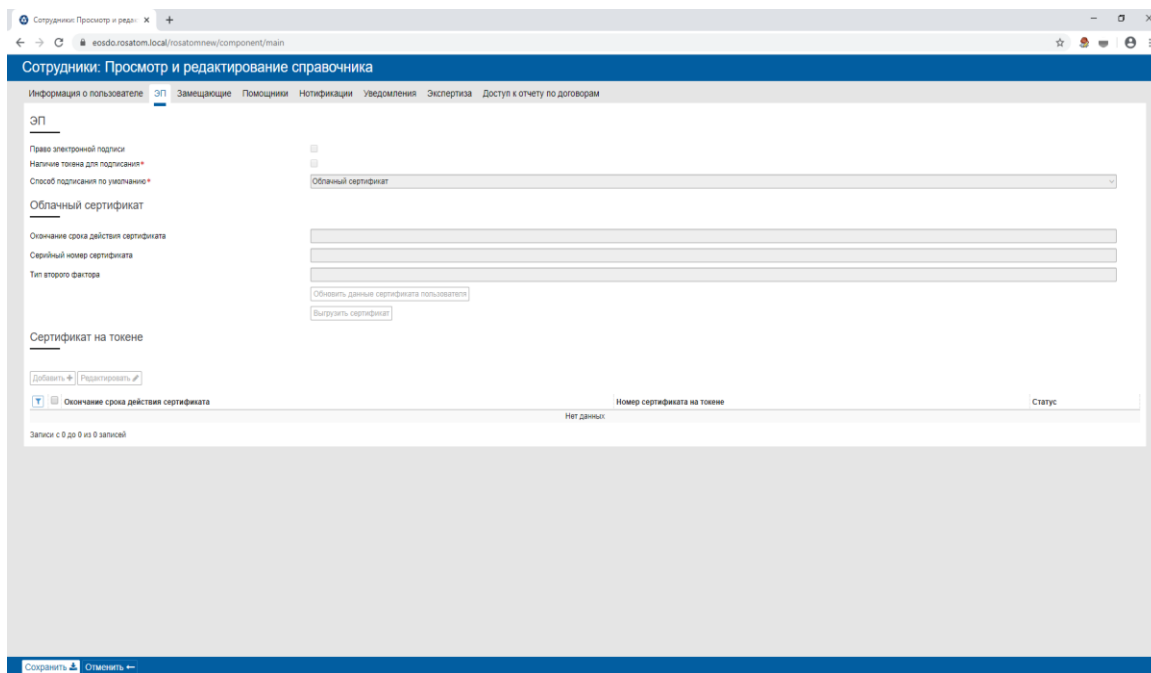 Сотрудники: Просмотр и редак
eosdo.rosatom.local/rosatomnew/component/main
Сотрудники: Просмотр и редактирование справочника
Информация о пользователе ЭП Замещающие Помощники Нотификации Уведомления Экспертиза Доступ к отчету по договорам
ЭП
Право электронной подписи
Наличие токена для подписания*
Способ подписания по умолчанию* Облачный сертификат
Облачный сертификат
Окончание срока действия сертификата
Серийный номер сертификата
Тип второго фактора
Обновить данные сертификата пользователя
Выгрузить сертификат
Сертификат на токене
Добавить Редактировать
Окончание срока действия сертификата Номер сертификата на токене Статус
Нет данных
Записи с 0 до 0 из 0 записей
Сохранить Отменить